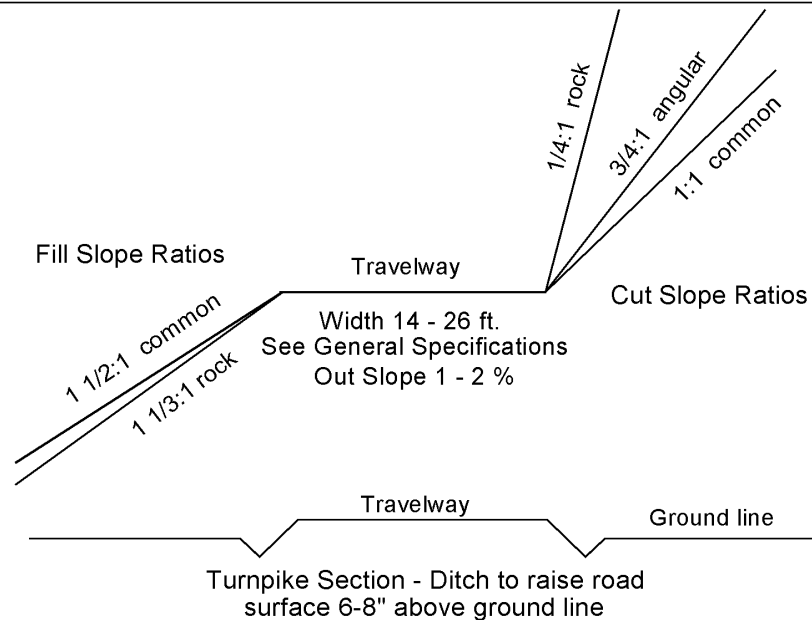 1/4:1 rock
3/4:1 angular
1:1 common
Fill Slope Ratios
Travelway
Cut Slope Ratios
Width 14 - 26 ft.
See General Specifications
Out Slope 1 - 2 %
1 1/2:1 common
1 1/3:1 rock
Travelway
Ground line
Turnpike Section - Ditch to raise road
surface 6-8" above ground line